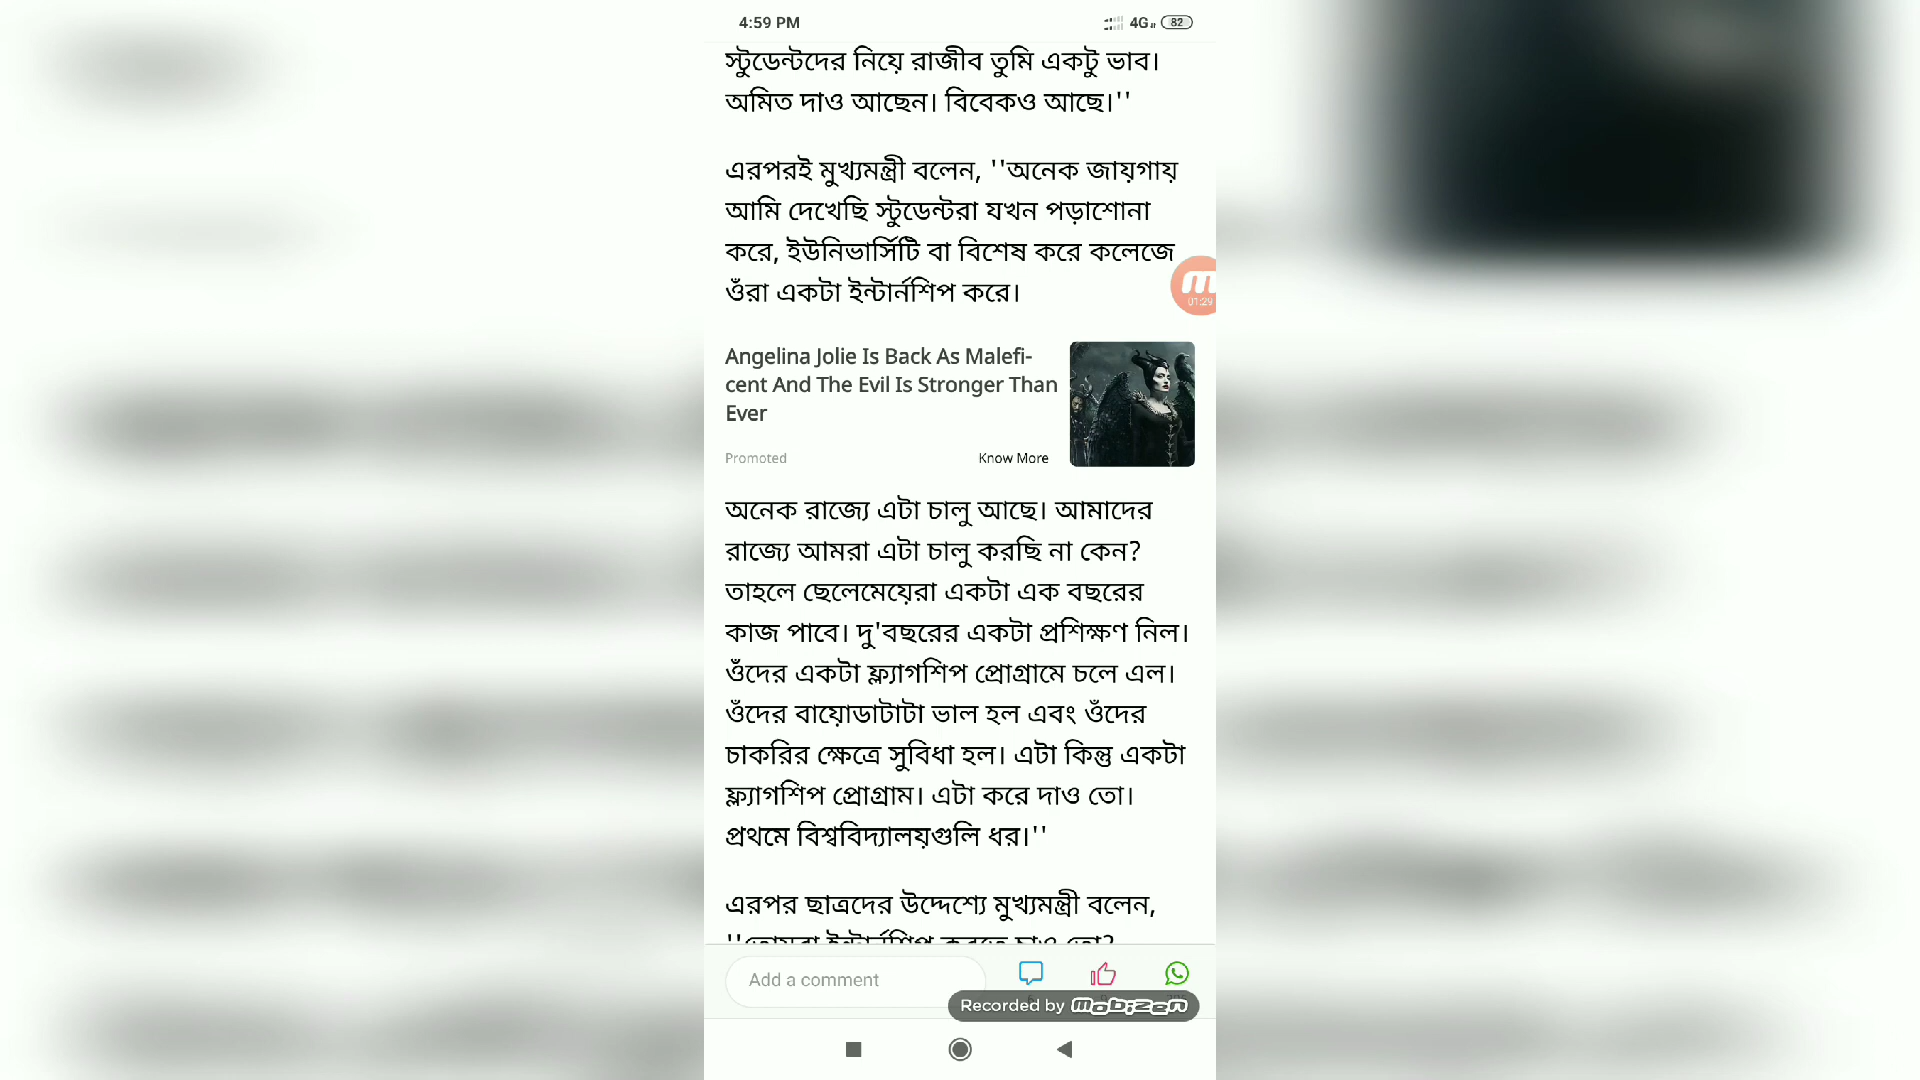 4:59 PM
4G 82
স্টুডেন্টদের নিয়ে রাজীব তুমি একটু ভাব।
অমিত দাও আছেন। বিবেকও আছে।''
এরপরই মুখ্যমন্ত্রী বলেন, ''অনেক জায়গায়
আমি দেখেছি স্টুডেন্টরা যখন পড়াশোনা
করে, ইউনিভার্সিটি বা বিশেষ করে কলেজে
ওঁরা একটা ইন্টার্নশিপ করে।
01:29
Angelina Jolie Is Back As Malefi-
cent And The Evil Is Stronger Than
Ever
Promoted
Know More
অনেক রাজ্যে এটা চালু আছে। আমাদের
রাজ্যে আমরা এটা চালু করছি না কেন?
তাহলে ছেলেমেয়েরা একটা এক বছরের
কাজ পাবে। দু'বছরের একটা প্রশিক্ষণ নিল।
ওঁদের একটা ফ্ল্যাগশিপ প্রোগ্রামে চলে এল।
ওঁদের বায়োডাটাটা ভাল হল এবং ওঁদের
চাকরির ক্ষেত্রে সুবিধা হল। এটা কিন্তু একটা
ফ্ল্যাগশিপ প্রোগ্রাম। এটা করে দাও তো।
প্রথমে বিশ্ববিদ্যালয়গুলি ধর।''
এরপর ছাত্রদের উদ্দেশ্যে মুখ্যমন্ত্রী বলেন,
''তোমরা ইন্টার্নশিপ করতে চাও তো?
Add a comment
Recorded by mobizen